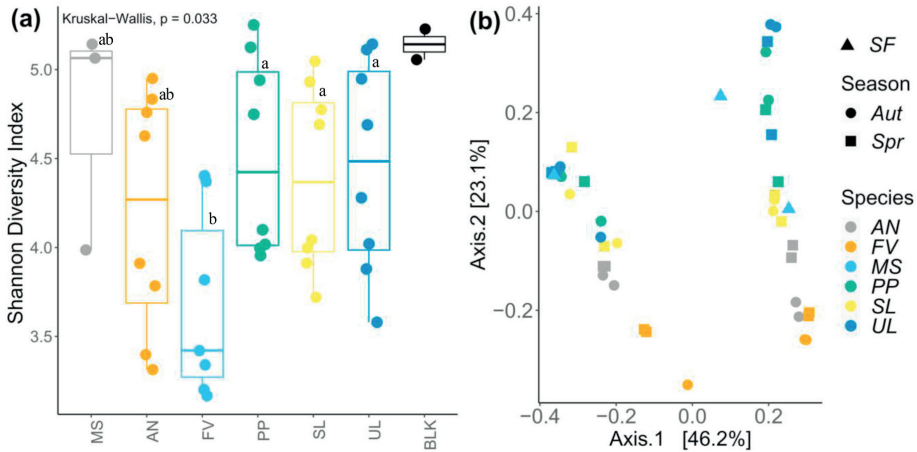 (a)
Kruskal−Wallis, p = 0.033
Shannon Diversity Index
5.0
4.5
4.0
3.5
ab
ab
b
a
a
a
MS
AN
FV
PP
SL
UL
BLK
(b)
Axis.2 [23.1%]
0.4
0.2
0.0
−0.2
−0.4
−0.2
0.0
0.2
Axis.1 [46.2%]
SF
Season
Aut
Spr
Species
AN
FV
MS
PP
SL
UL